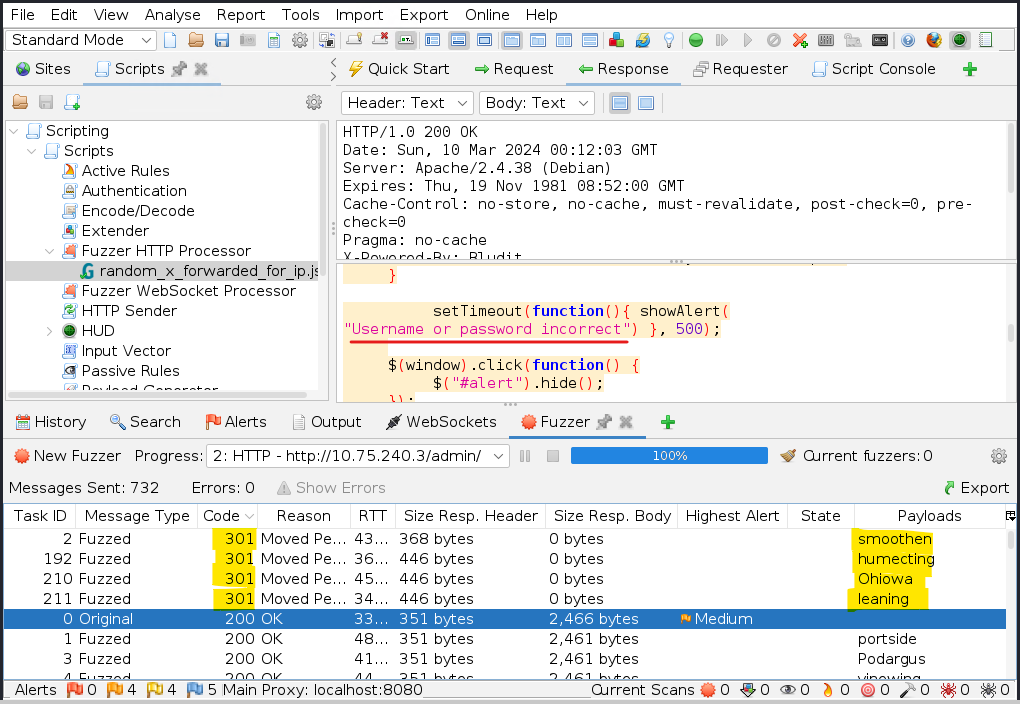 File Edit View Analyse Report Tools Import Export Online Help
Standard Mode
Sites Scripts
Quick Start Request Response Requester Script Console
Header: Text Body: Text
Scripting
Scripts
Active Rules
Authentication
Encode/Decode
Extender
Fuzzer HTTP Processor
random_x_forwarded_for_ip.js
Fuzzer WebSocket Processor
HTTP Sender
HUD
Input Vector
Passive Rules
Payload Generator
HTTP/1.0 200 OK
Date: Sun, 10 Mar 2024 00:12:03 GMT
Server: Apache/2.4.38 (Debian)
Expires: Thu, 19 Nov 1981 08:52:00 GMT
Cache-Control: no-store, no-cache, must-revalidate, post-check=0, pre-
check=0
Pragma: no-cache
X-Powered-By: Bludit
}
setTimeout(function(){ showAlert(
"Username or password incorrect") }, 500);
$(window).click(function() {
$("#alert").hide();
});
History Search Alerts Output WebSockets Fuzzer
New Fuzzer Progress: 2: HTTP - http://10.75.240.3/admin/ 100% Current fuzzers: 0
Messages Sent: 732 Errors: 0 Show Errors Export
Task ID Message Type Code Reason RTT Size Resp. Header Size Resp. Body Highest Alert State Payloads
2 Fuzzed 301 Moved Pe... 43... 368 bytes 0 bytes smoothen
192 Fuzzed 301 Moved Pe... 36... 446 bytes 0 bytes humecting
210 Fuzzed 301 Moved Pe... 45... 446 bytes 0 bytes Ohiowa
211 Fuzzed 301 Moved Pe... 34... 446 bytes 0 bytes leaning
0 Original 200 OK 33... 351 bytes 2,466 bytes Medium
1 Fuzzed 200 OK 48... 351 bytes 2,461 bytes portside
3 Fuzzed 200 OK 41... 351 bytes 2,461 bytes Podargus
4 Fuzzed 200 OK 351 bytes 2,461 bytes
Alerts 0 4 4 5 Main Proxy: localhost:8080 Current Scans 0 0 0 0 0 0 0 0